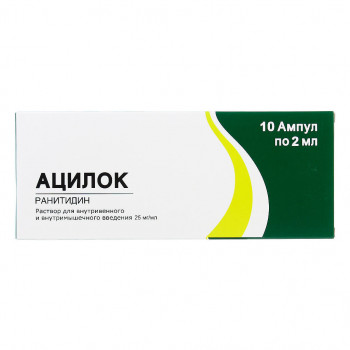 10 Ампул
по 2 мл
АЦИЛОК
РАНИТИДИН
Раствор для внутривенного
и внутримышечного введения 25 мг/мл